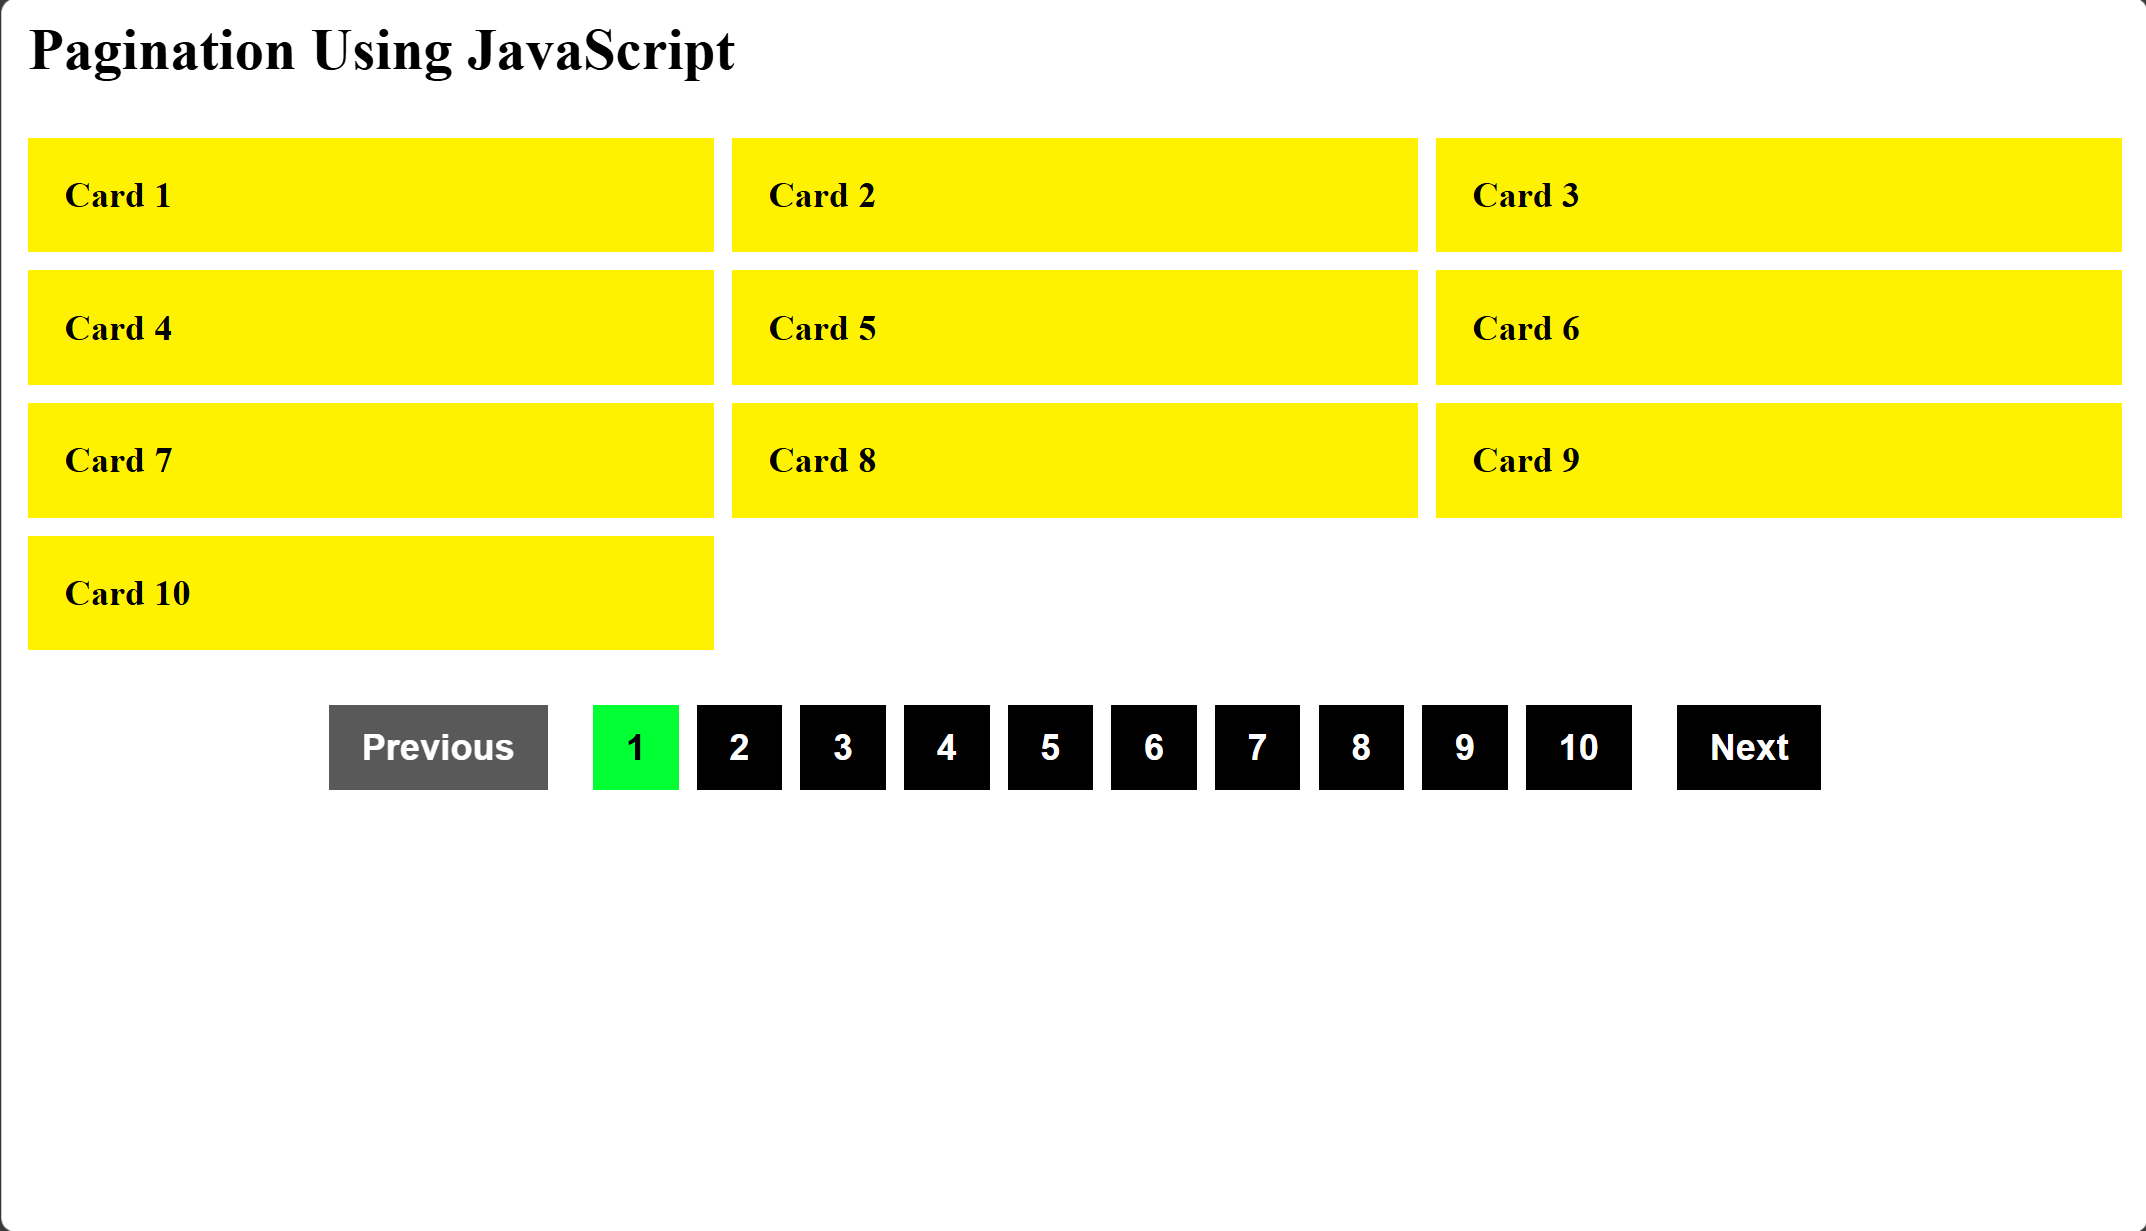 Pagination Using JavaScript
Card 1 Card 2 Card 3
Card 4 Card 5 Card 6
Card 7 Card 8 Card 9
Card 10
Previous 1 2 3 4 5 6 7 8 9 10 Next